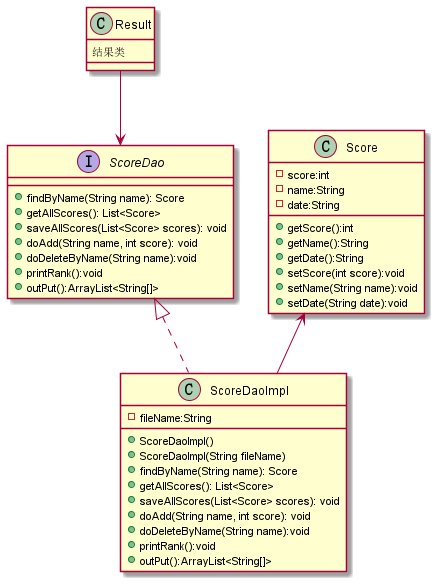 C Result
结果类
I ScoreDao
findByName(String name): Score
getAllScores(): List<Score>
saveAllScores(List<Score> scores): void
doAdd(String name, int score): void
doDeleteByName(String name):void
printRank():void
outPut():ArrayList<String[]>
C Score
score:int
name:String
date:String
getScore():int
getName():String
getDate():String
setScore(int score):void
setName(String name):void
setDate(String date):void
C ScoreDaoImpl
fileName:String
ScoreDaoImpl()
ScoreDaoImpl(String fileName)
findByName(String name): Score
getAllScores(): List<Score>
saveAllScores(List<Score> scores): void
doAdd(String name, int score): void
doDeleteByName(String name):void
printRank():void
outPut():ArrayList<String[]>